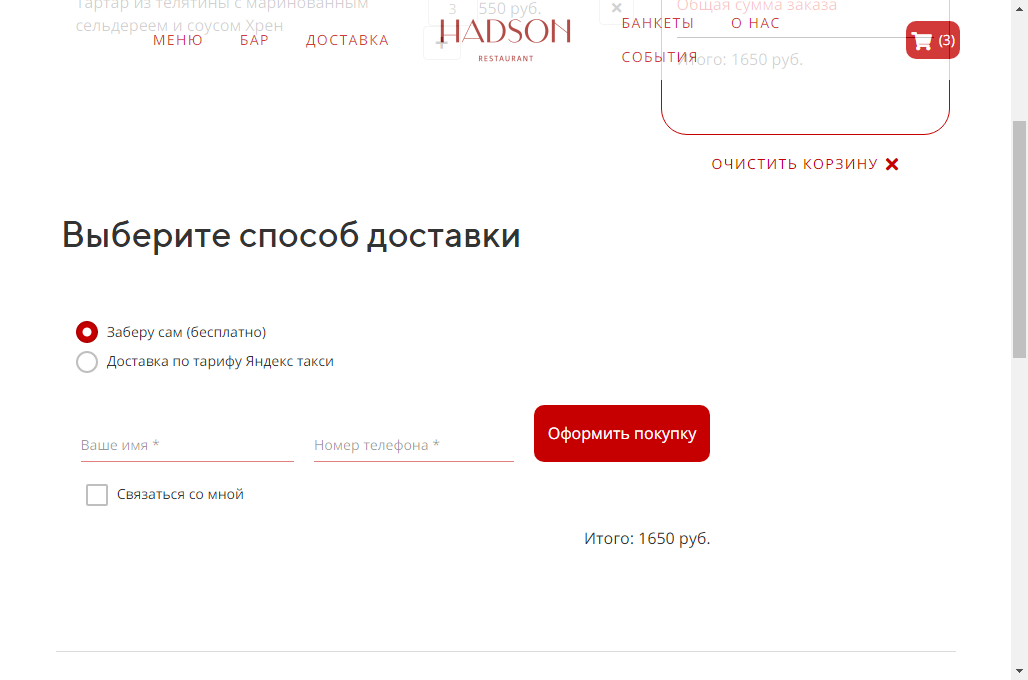 Тартар из телятины с маринованным
сельдереем и соусом Хрен
3
550 руб.
Общая сумма заказа
Итого: 1650 руб.
МЕНЮ
БАР
ДОСТАВКА
HADSON
RESTAURANT
БАНКЕТЫ
О НАС
СОБЫТИЯ
(3)
ОЧИСТИТЬ КОРЗИНУ
Выберите способ доставки
Заберу сам (бесплатно)
Доставка по тарифу Яндекс такси
Ваше имя *
Номер телефона *
Оформить покупку
Связаться со мной
Итого: 1650 руб.